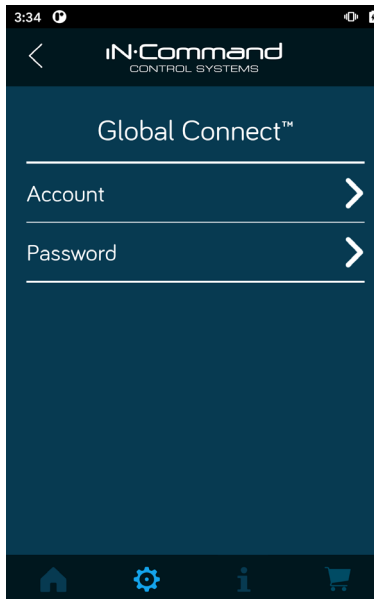 3:34
iN·Command
CONTROL SYSTEMS
Global Connect™
Account
Password